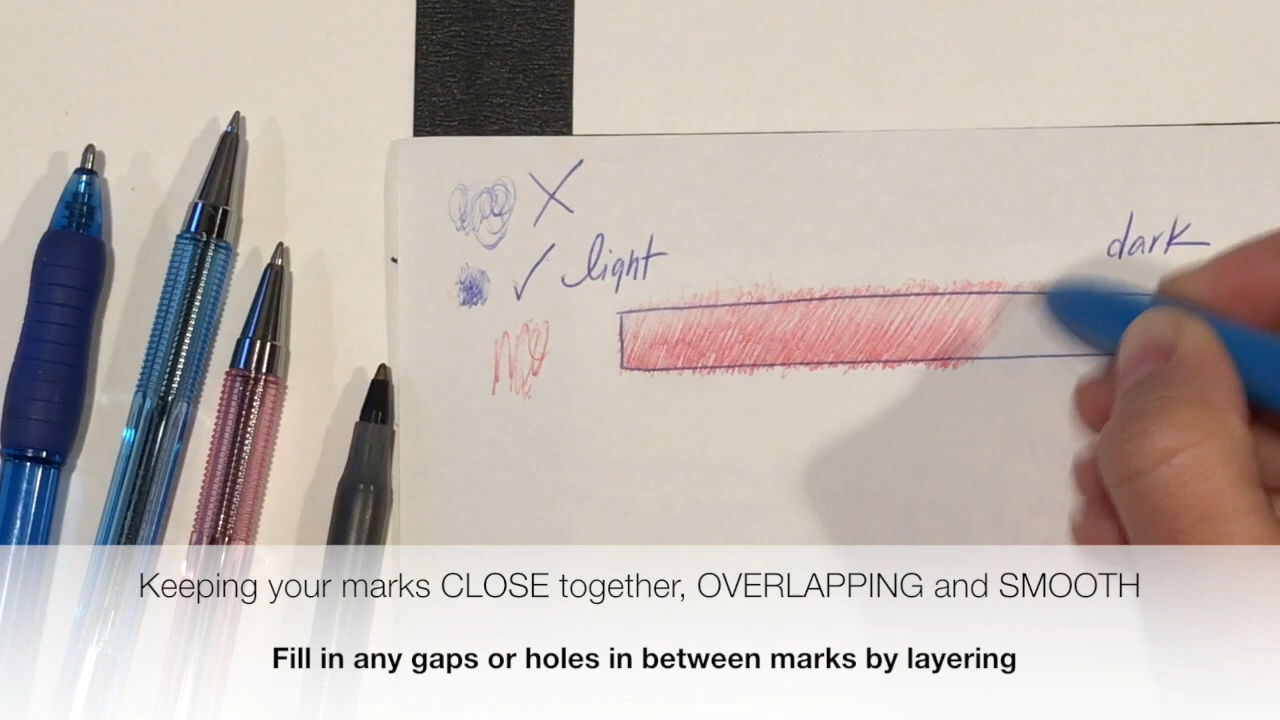 dark
light
Keeping your marks CLOSE together, OVERLAPPING and SMOOTH
Fill in any gaps or holes in between marks by layering